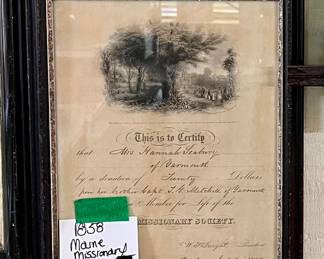 This is to Certify
that Mrs Hannah Seabury
of Yarmouth
by a donation of Twenty Dollars
from her brother Capt. Mitchell of Yarmouth
Member for Life of the
MISSIONARY SOCIETY.
President
1838
Maine
Missionary